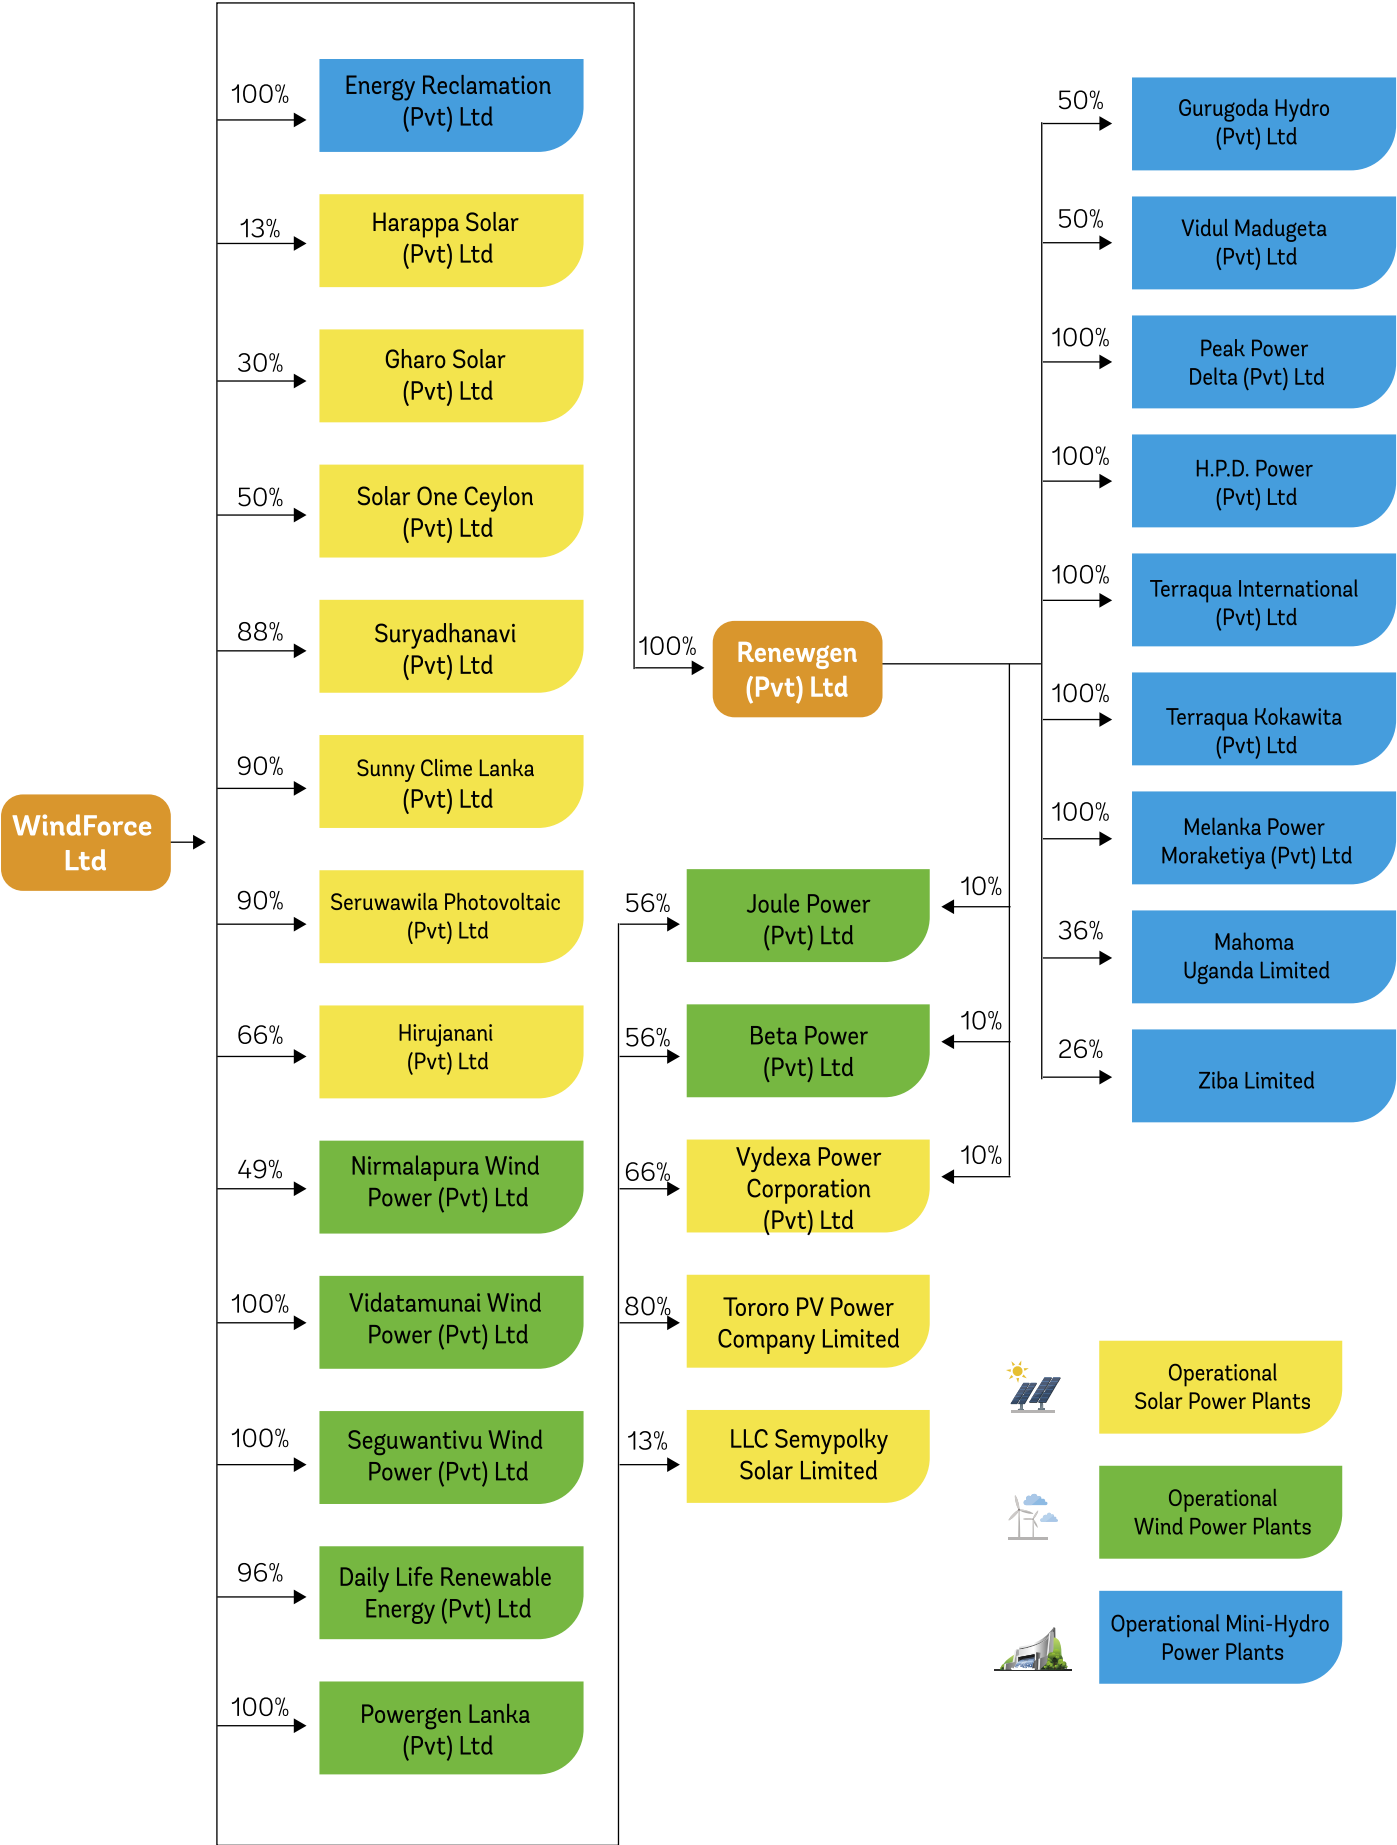 WindForce
Ltd
100%
Energy Reclamation
(Pvt) Ltd
13%
Harappa Solar
(Pvt) Ltd
30%
Gharo Solar
(Pvt) Ltd
50%
Solar One Ceylon
(Pvt) Ltd
88%
Suryadhanavi
(Pvt) Ltd
90%
Sunny Clime Lanka
(Pvt) Ltd
90%
Seruwawila Photovoltaic
(Pvt) Ltd
66%
Hirujanani
(Pvt) Ltd
49%
Nirmalapura Wind
Power (Pvt) Ltd
100%
Vidatamunai Wind
Power (Pvt) Ltd
100%
Seguwantivu Wind
Power (Pvt) Ltd
96%
Daily Life Renewable
Energy (Pvt) Ltd
100%
Powergen Lanka
(Pvt) Ltd
100%
Renewgen
(Pvt) Ltd
56%
Joule Power
(Pvt) Ltd
10%
56%
Beta Power
(Pvt) Ltd
10%
66%
Vydexa Power
Corporation
(Pvt) Ltd
10%
80%
Tororo PV Power
Company Limited
13%
LLC Semypolky
Solar Limited
50%
Gurugoda Hydro
(Pvt) Ltd
50%
Vidul Madugeta
(Pvt) Ltd
100%
Peak Power
Delta (Pvt) Ltd
100%
H.P.D. Power
(Pvt) Ltd
100%
Terraqua International
(Pvt) Ltd
100%
Terraqua Kokawita
(Pvt) Ltd
100%
Melanka Power
Moraketiya (Pvt) Ltd
36%
Mahoma
Uganda Limited
26%
Ziba Limited
Operational
Solar Power Plants
Operational
Wind Power Plants
Operational Mini-Hydro
Power Plants